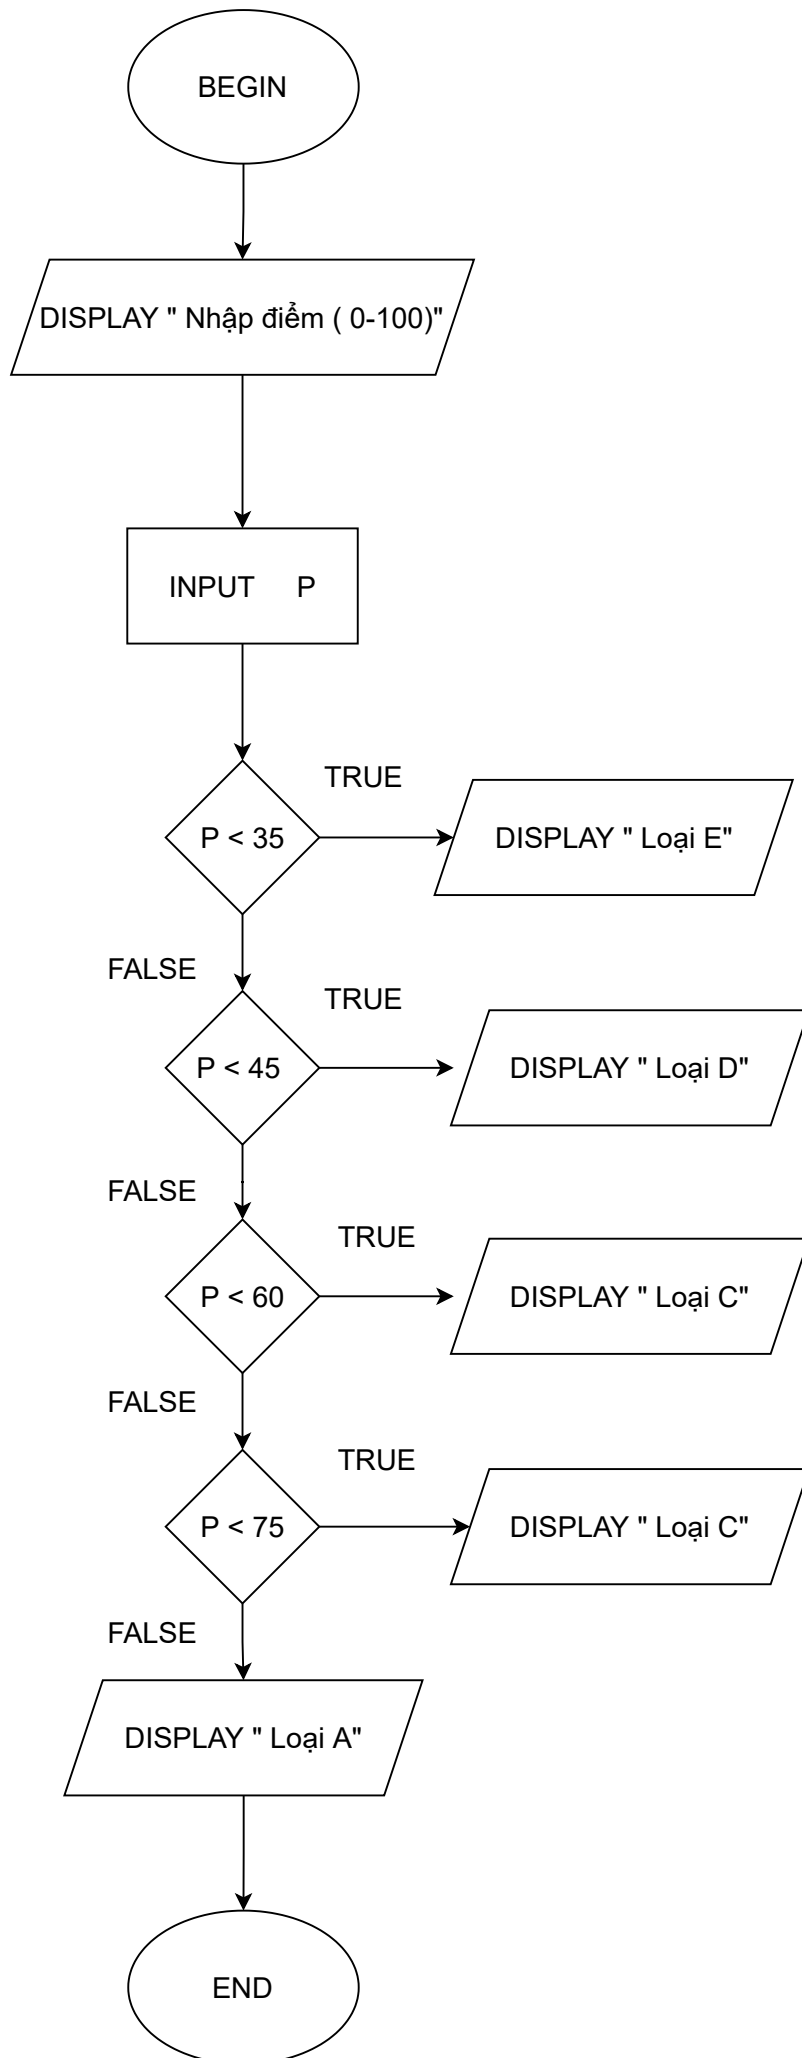 BEGIN
DISPLAY " Nhập điểm ( 0-100)"
INPUT P
TRUE
P < 35
DISPLAY " Loại E"
FALSE
TRUE
P < 45
DISPLAY " Loại D"
FALSE
TRUE
P < 60
DISPLAY " Loại C"
FALSE
TRUE
P < 75
DISPLAY " Loại C"
FALSE
DISPLAY " Loại A"
END